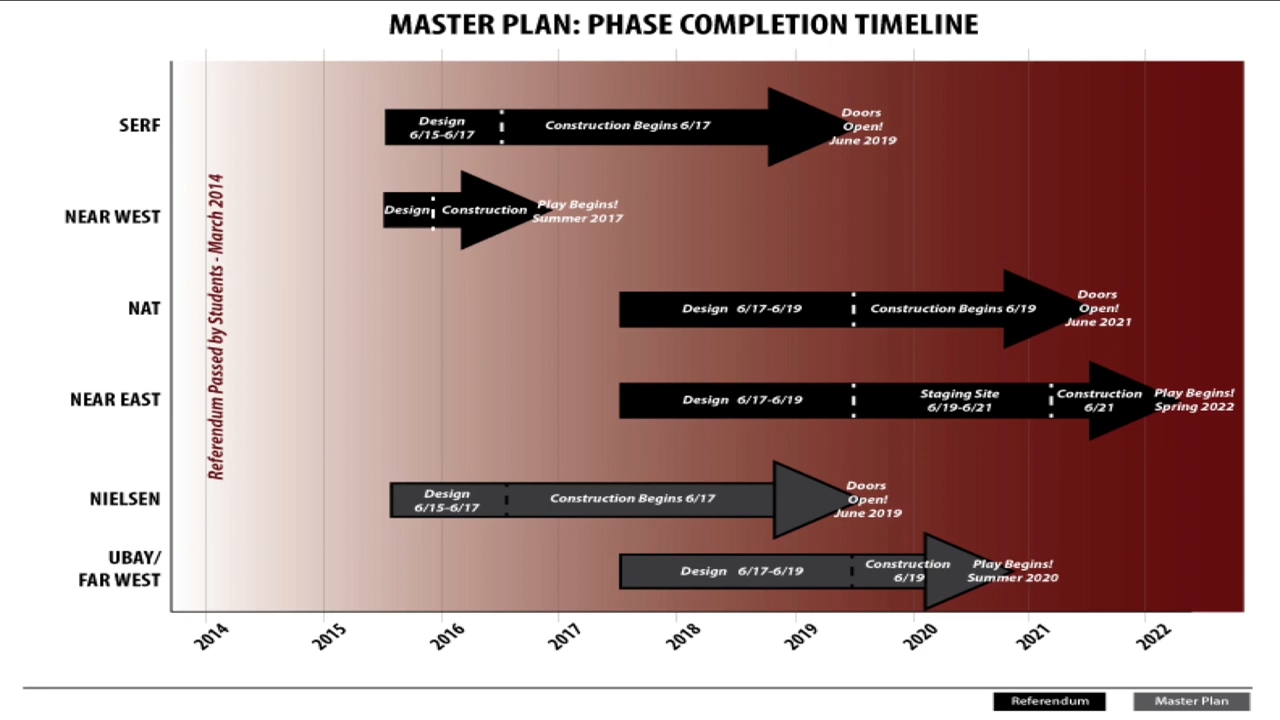 MASTER PLAN: PHASE COMPLETION TIMELINE
SERF
Design
6/15-6/17
Construction Begins 6/17
Doors
Open!
June 2019
NEAR WEST
Design
Construction
Play Begins!
Summer 2017
Referendum Passed by Students - March 2014
NAT
Design 6/17-6/19
Construction Begins 6/19
Doors
Open!
June 2021
NEAR EAST
Design 6/17-6/19
Staging Site
6/19-6/21
Construction
6/21
Play Begins!
Spring 2022
NIELSEN
Design
6/15-6/17
Construction Begins 6/17
Doors
Open!
June 2019
UBAY/
FAR WEST
Design 6/17-6/19
Construction
6/19
Play Begins!
Summer 2020
2014
2015
2016
2017
2018
2019
2020
2021
2022
Referendum
Master Plan